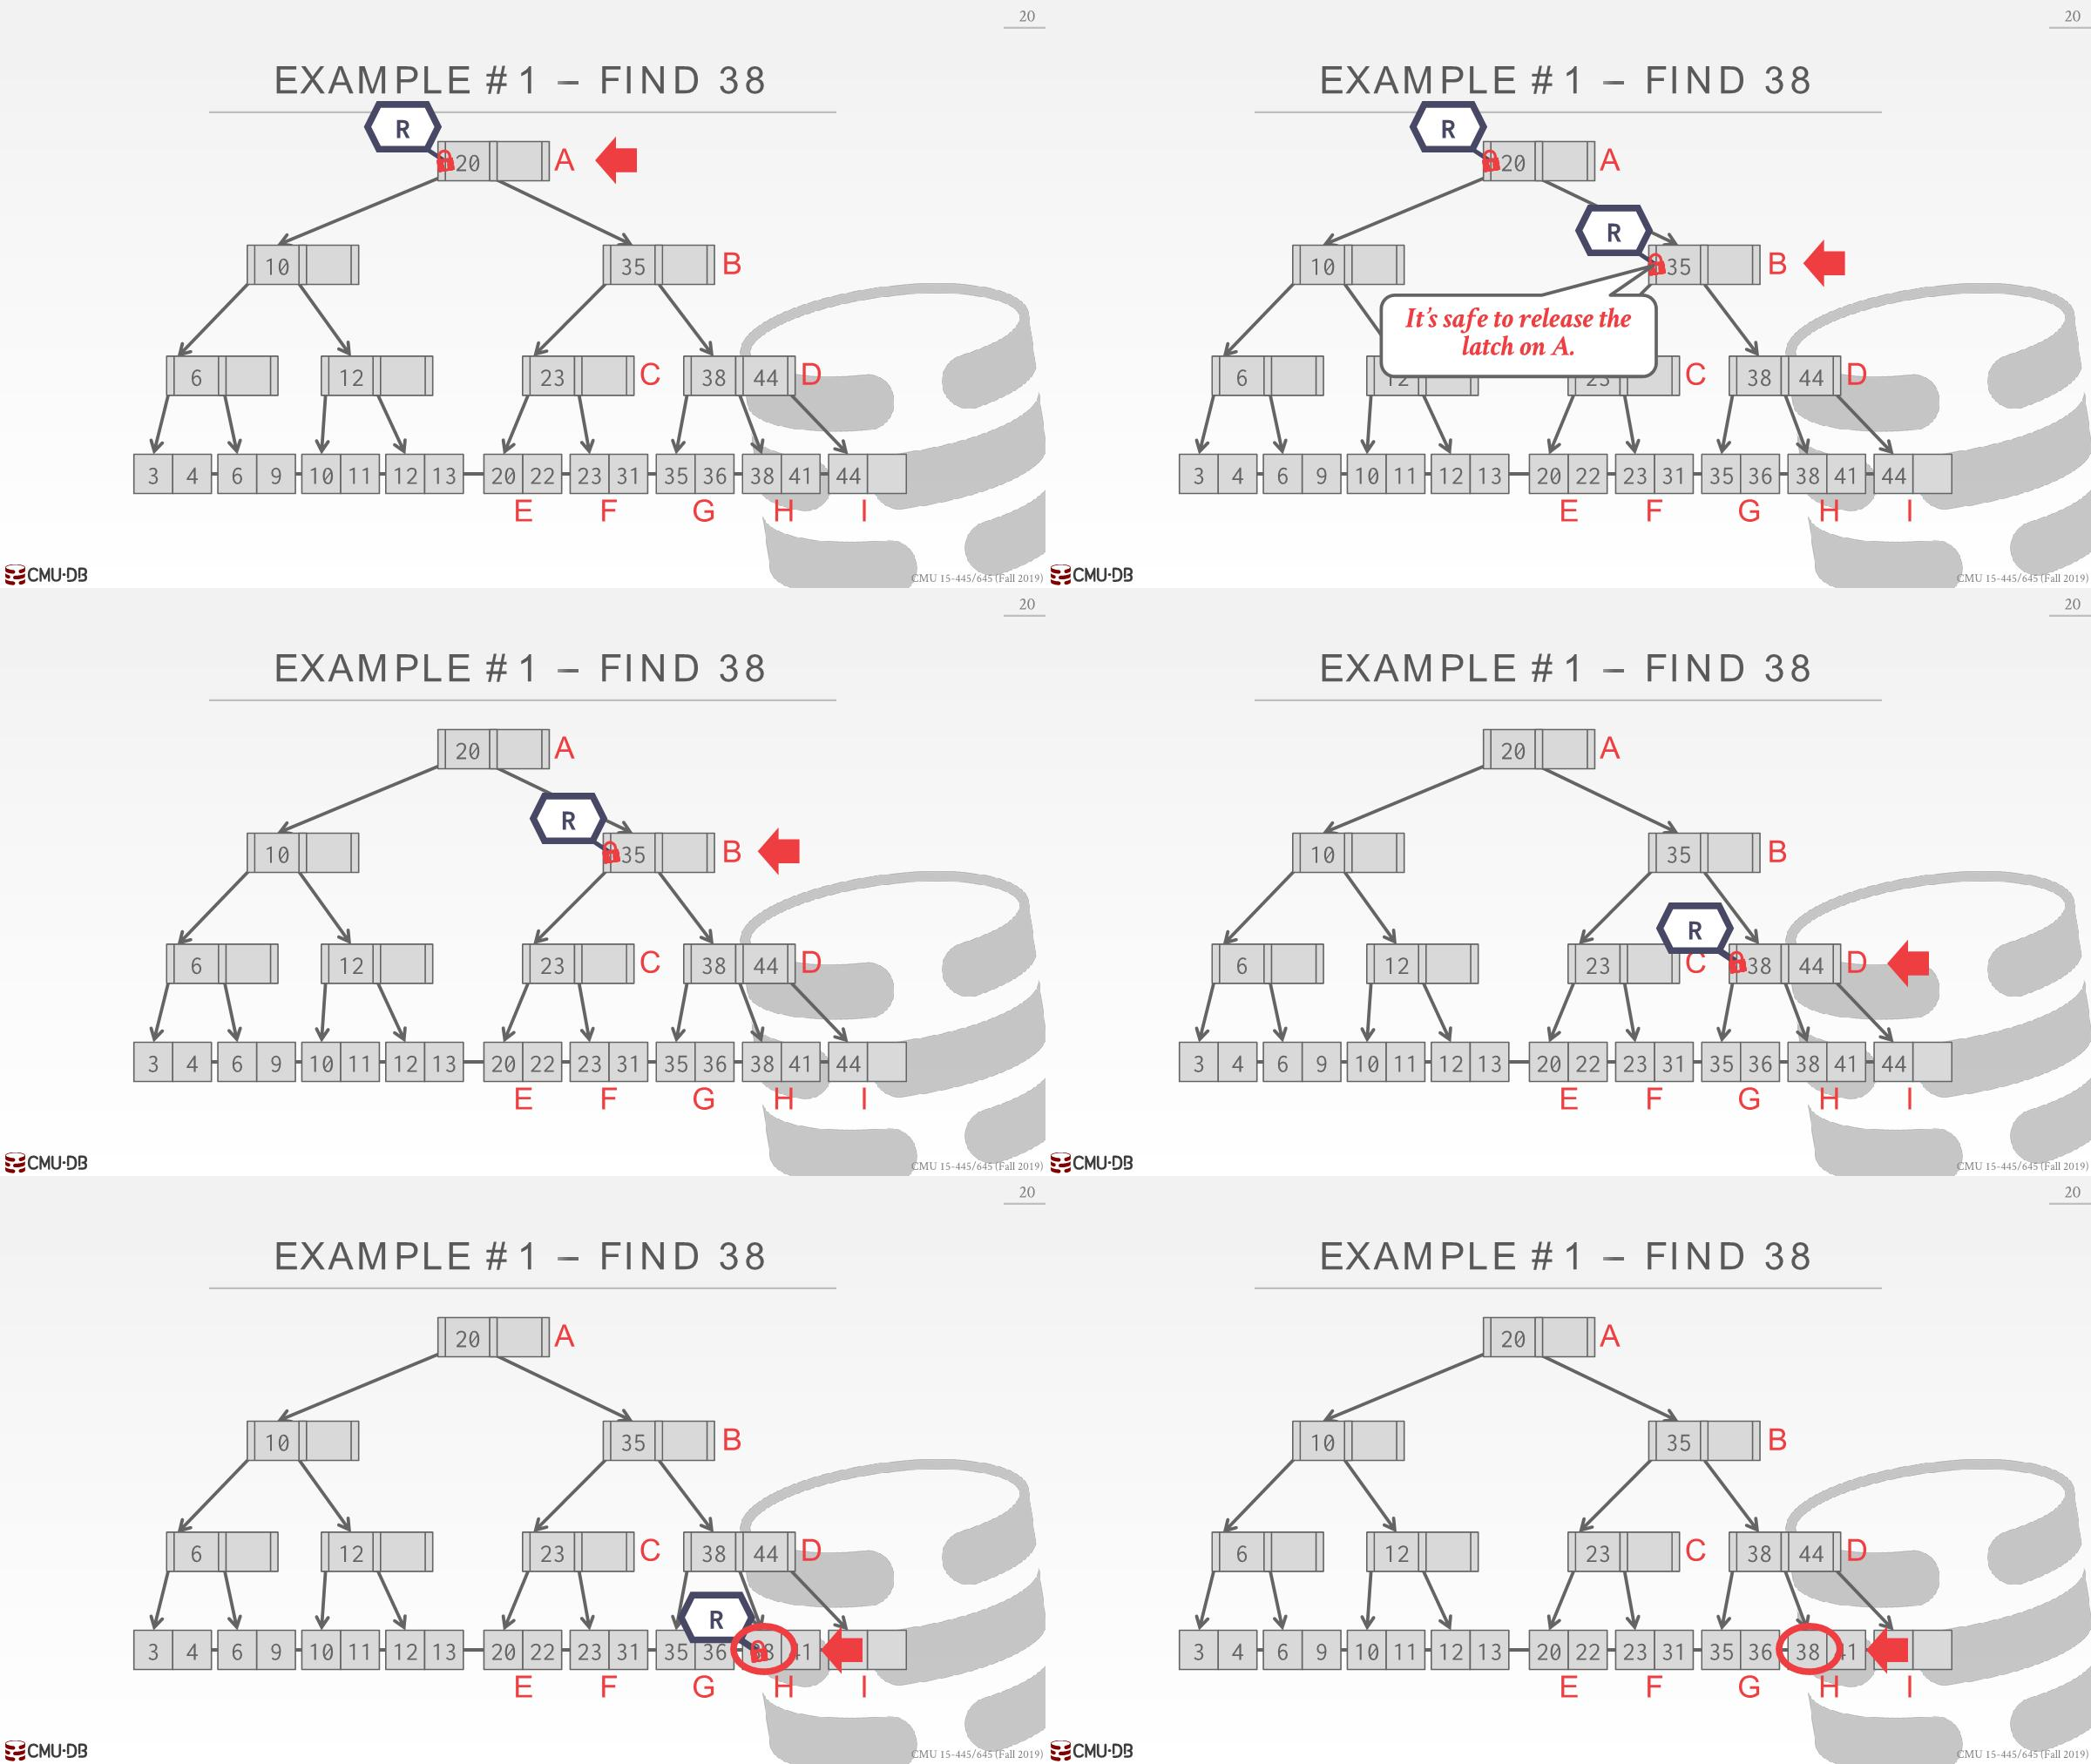 20
EXAMPLE #1 – FIND 38
R
20 A
10 35 B
6 12 23 C 38 44 D
3 4 6 9 10 11 12 13 20 22 23 31 35 36 38 41 44
E F G H I
CMU·DB
CMU 15-445/645 (Fall 2019)
20
EXAMPLE #1 – FIND 38
R
20 A
R
10 35 B
It's safe to release the
latch on A.
6 12 23 C 38 44 D
3 4 6 9 10 11 12 13 20 22 23 31 35 36 38 41 44
E F G H I
CMU·DB
CMU 15-445/645 (Fall 2019)
20
EXAMPLE #1 – FIND 38
20 A
R
10 35 B
6 12 23 C 38 44 D
3 4 6 9 10 11 12 13 20 22 23 31 35 36 38 41 44
E F G H I
CMU·DB
CMU 15-445/645 (Fall 2019)
20
EXAMPLE #1 – FIND 38
20 A
10 35 B
R
6 12 23 C 38 44 D
3 4 6 9 10 11 12 13 20 22 23 31 35 36 38 41 44
E F G H I
CMU·DB
CMU 15-445/645 (Fall 2019)
20
EXAMPLE #1 – FIND 38
20 A
10 35 B
6 12 23 C 38 44 D
R
3 4 6 9 10 11 12 13 20 22 23 31 35 36 38 41
E F G H I
CMU·DB
CMU 15-445/645 (Fall 2019)
20
EXAMPLE #1 – FIND 38
20 A
10 35 B
6 12 23 C 38 44 D
3 4 6 9 10 11 12 13 20 22 23 31 35 36 38 41
E F G H I
CMU·DB
CMU 15-445/645 (Fall 2019)